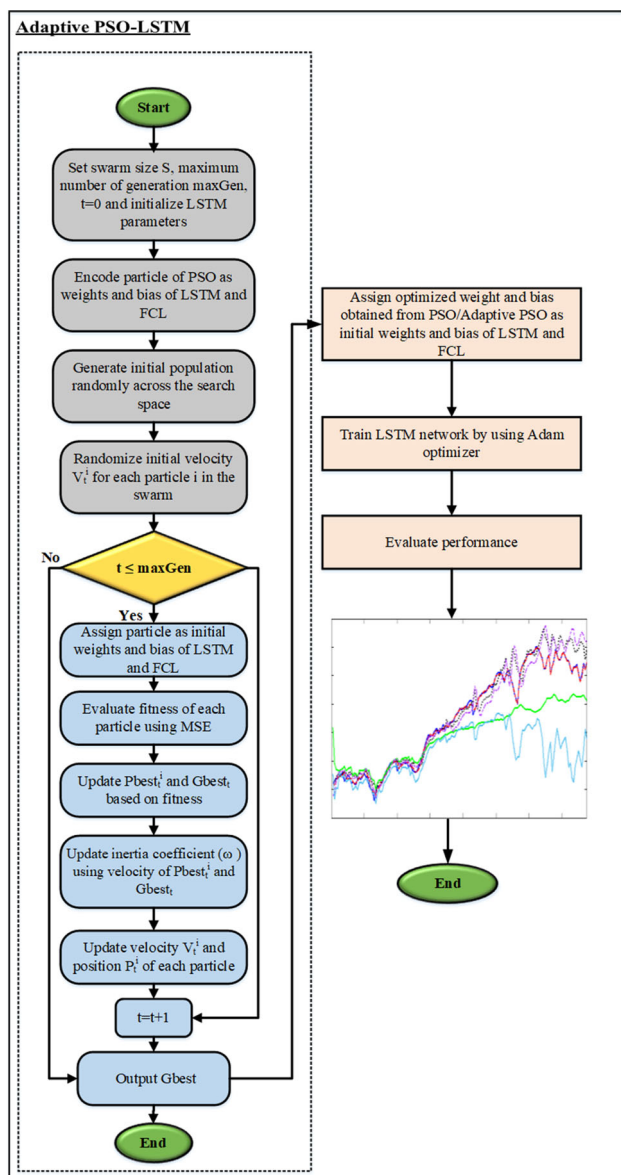 Adaptive PSO-LSTM
Start
Set swarm size S, maximum
number of generation maxGen,
t=0 and initialize LSTM
parameters
Encode particle of PSO as
weights and bias of LSTM and
FCL
Generate initial population
randomly across the search
space
Randomize initial velocity
Vₜⁱ for each particle i in the
swarm
No
t ≤ maxGen
Yes
Assign particle as initial
weights and bias of LSTM
and FCL
Evaluate fitness of each
particle using MSE
Update Pbestₜⁱ and Gbestₜ
based on fitness
Update inertia coefficient (ω )
using velocity of Pbestₜⁱ and
Gbestₜ
Update velocity Vₜⁱ and
position Pₜⁱ of each particle
t=t+1
Output Gbest
End
Assign optimized weight and bias
obtained from PSO/Adaptive PSO as
initial weights and bias of LSTM and
FCL
Train LSTM network by using Adam
optimizer
Evaluate performance
End